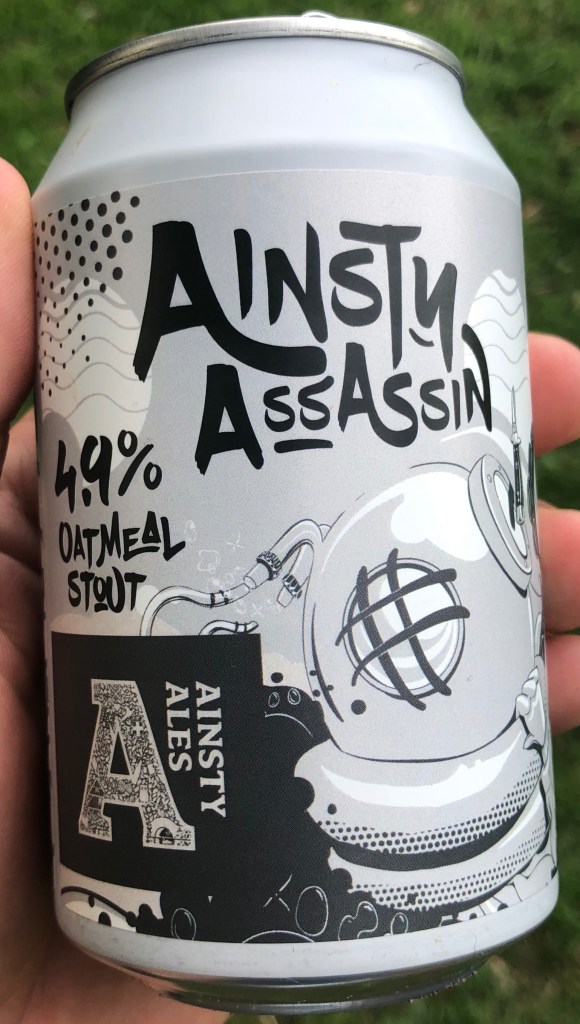 AINSTY
ASSASSIN
4.9%
OATMEAL
STOUT
A
AINSTY
ALES